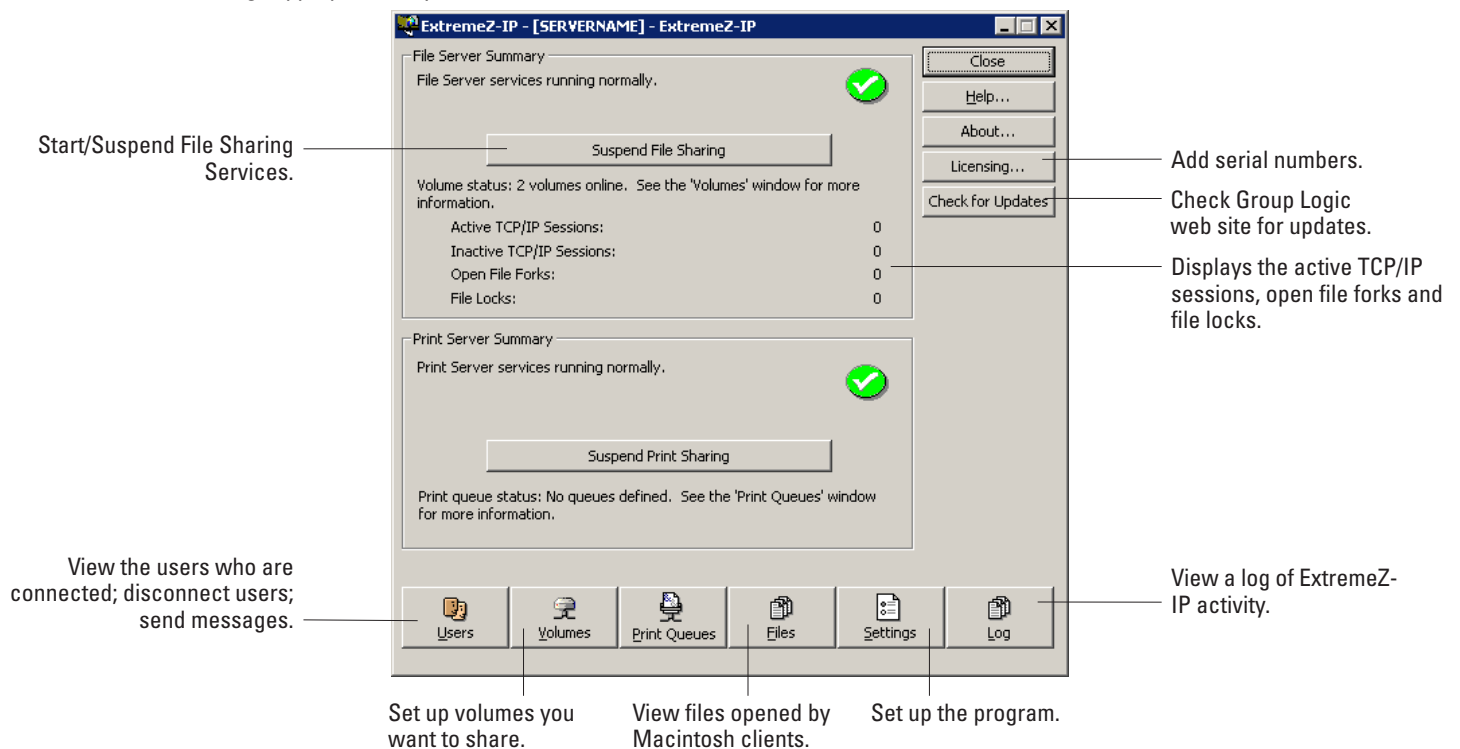 ExtremeZ-IP - [SERVERNAME] - ExtremeZ-IP
File Server Summary
File Server services running normally.
Suspend File Sharing
Volume status: 2 volumes online. See the 'Volumes' window for more
information.
Active TCP/IP Sessions: 0
Inactive TCP/IP Sessions: 0
Open File Forks: 0
File Locks: 0
Close
Help...
About...
Licensing...
Check for Updates
Print Server Summary
Print Server services running normally.
Suspend Print Sharing
Print queue status: No queues defined. See the 'Print Queues' window
for more information.
Users
Volumes
Print Queues
Files
Settings
Log
Start/Suspend File Sharing
Services.
Add serial numbers.
Check Group Logic
web site for updates.
Displays the active TCP/IP
sessions, open file forks and
file locks.
View the users who are
connected; disconnect users;
send messages.
View a log of ExtremeZ-
IP activity.
Set up volumes you
want to share.
View files opened by
Macintosh clients.
Set up the program.